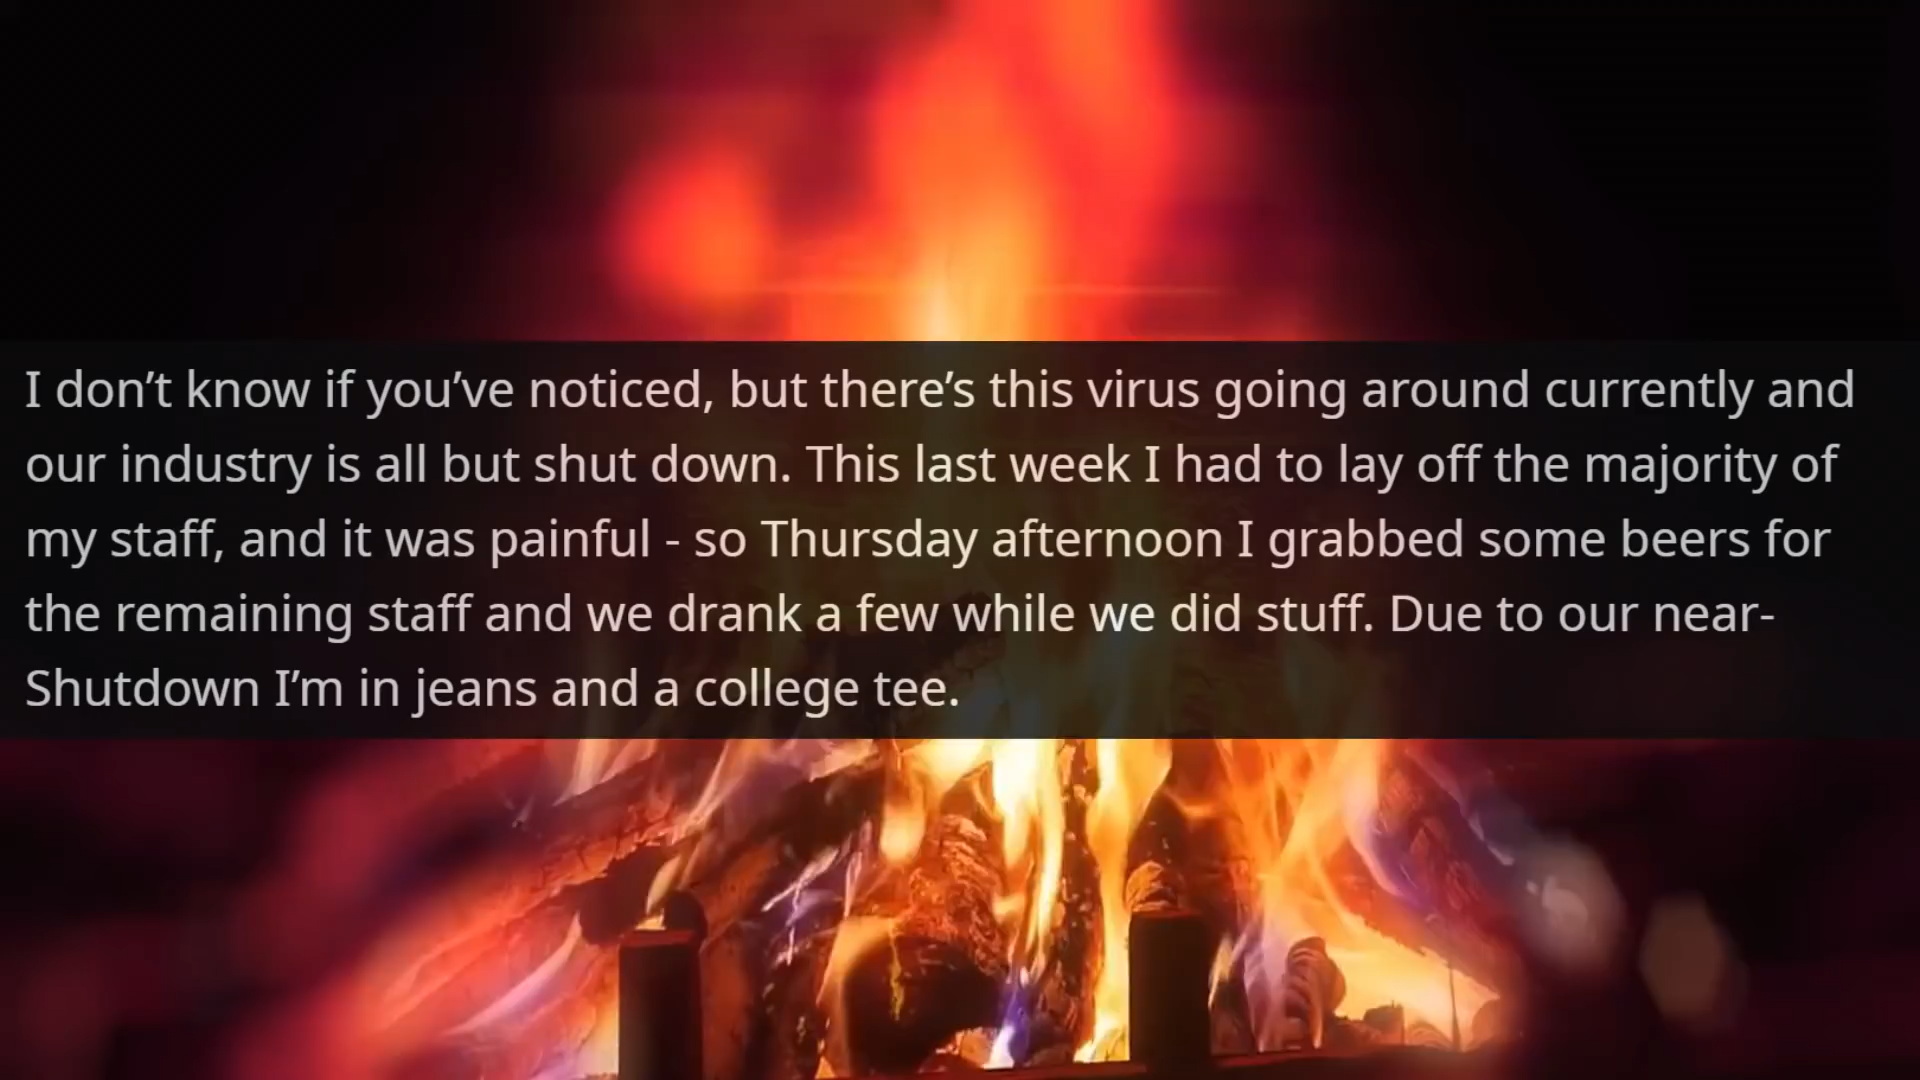 I don’t know if you’ve noticed, but there’s this virus going around currently and
our industry is all but shut down. This last week I had to lay off the majority of
my staff, and it was painful - so Thursday afternoon I grabbed some beers for
the remaining staff and we drank a few while we did stuff. Due to our near-
Shutdown I’m in jeans and a college tee.